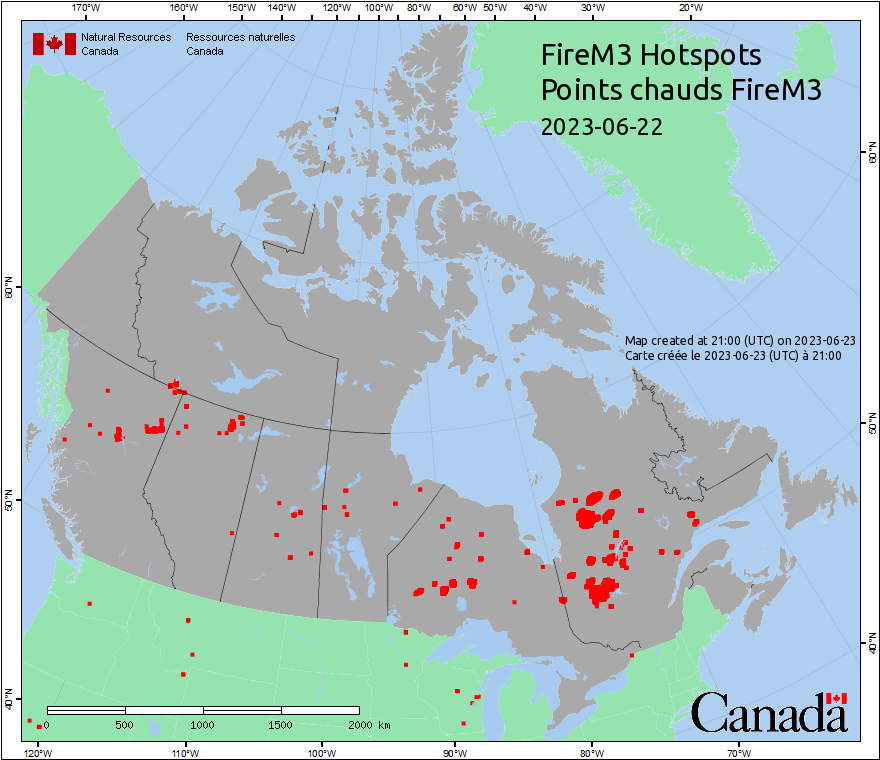 170°W 160°W 150°W 140°W 120°W 100°W 80°W 60°W 50°W 40°W 30°W 20°W
Natural Resources Ressources naturelles
Canada Canada
FireM3 Hotspots
Points chauds FireM3
2023-06-22
60°N
60°N
Map created at 21:00 (UTC) on 2023-06-23
Carte créée le 2023-06-23 (UTC) à 21:00
50°N
50°N
40°N
40°N
Canada
0 500 1000 1500 2000 km
120°W 110°W 100°W 90°W 80°W 70°W